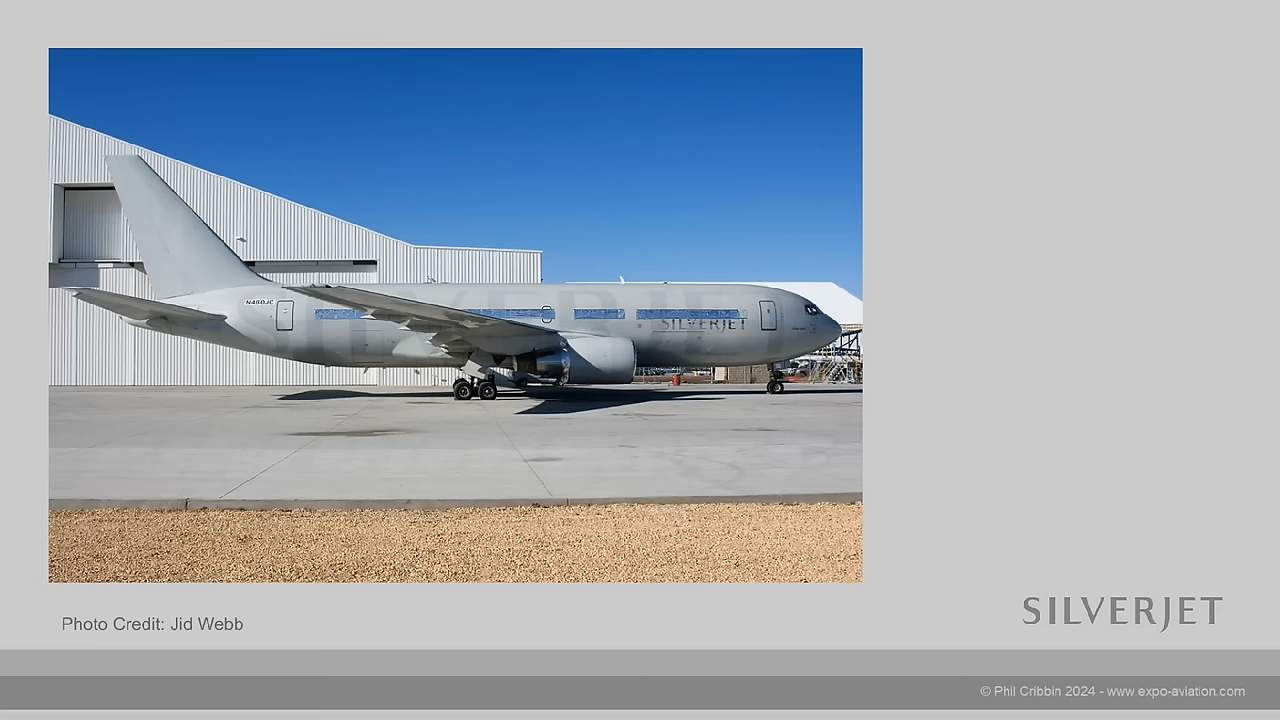 N480JC
SILVERJET
Photo Credit: Jid Webb
SILVERJET
© Phil Cribbin 2024 - www.expo-aviation.com